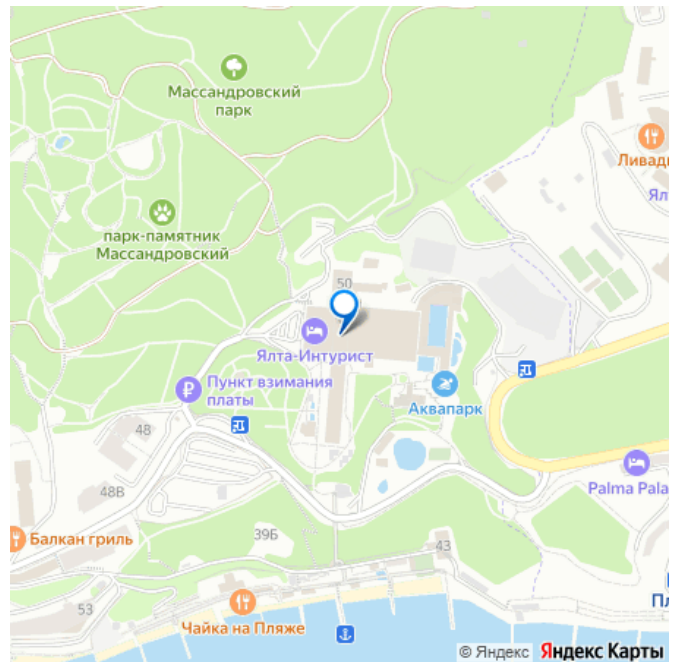 Массандровский
парк
Ливад
парк-памятник
Массандровский
Ял
50
Ялта-Интурист
Пункт взимания
платы
Аквапарк
48
48В
Palma Pala
Балкан гриль
39Б
43
53
Чайка на Пляже
Пл
© Яндекс Яндекс Карты